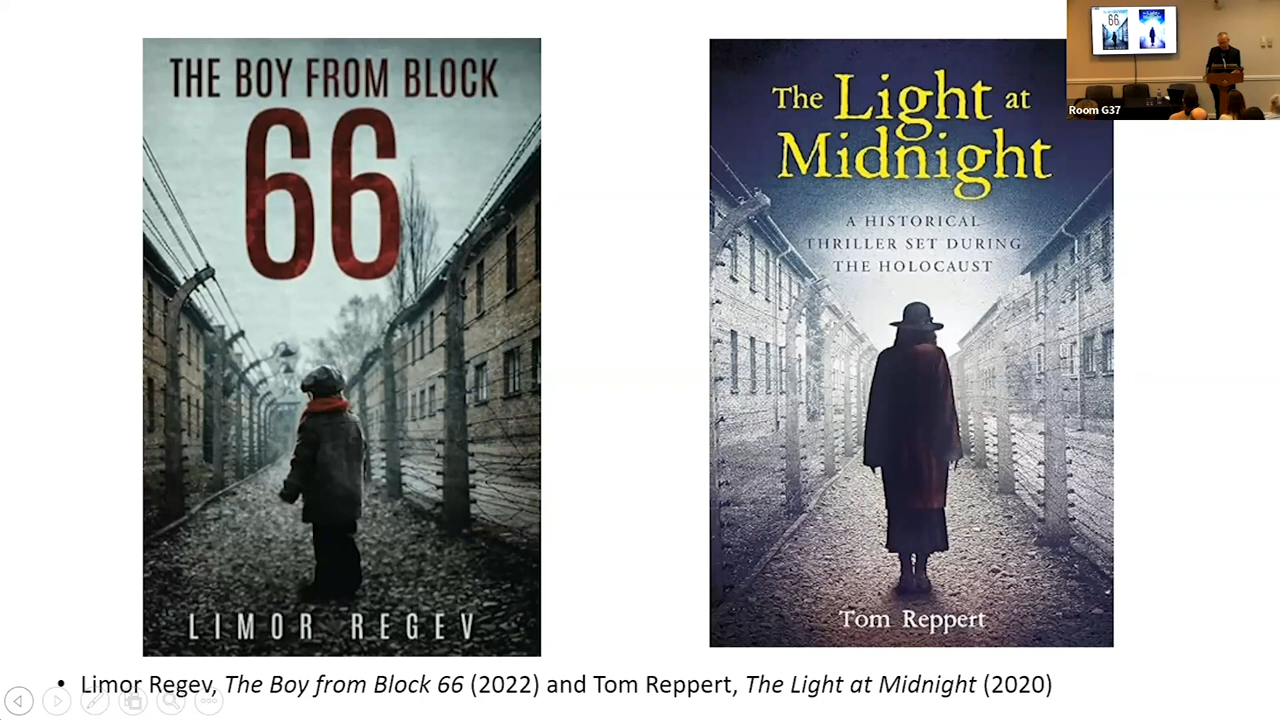 THE BOY FROM BLOCK
66
LIMOR REGEV
The Light at
Midnight
A HISTORICAL
THRILLER SET DURING
THE HOLOCAUST
Tom Reppert
Room G37
66
• Limor Regev, The Boy from Block 66 (2022) and Tom Reppert, The Light at Midnight (2020)